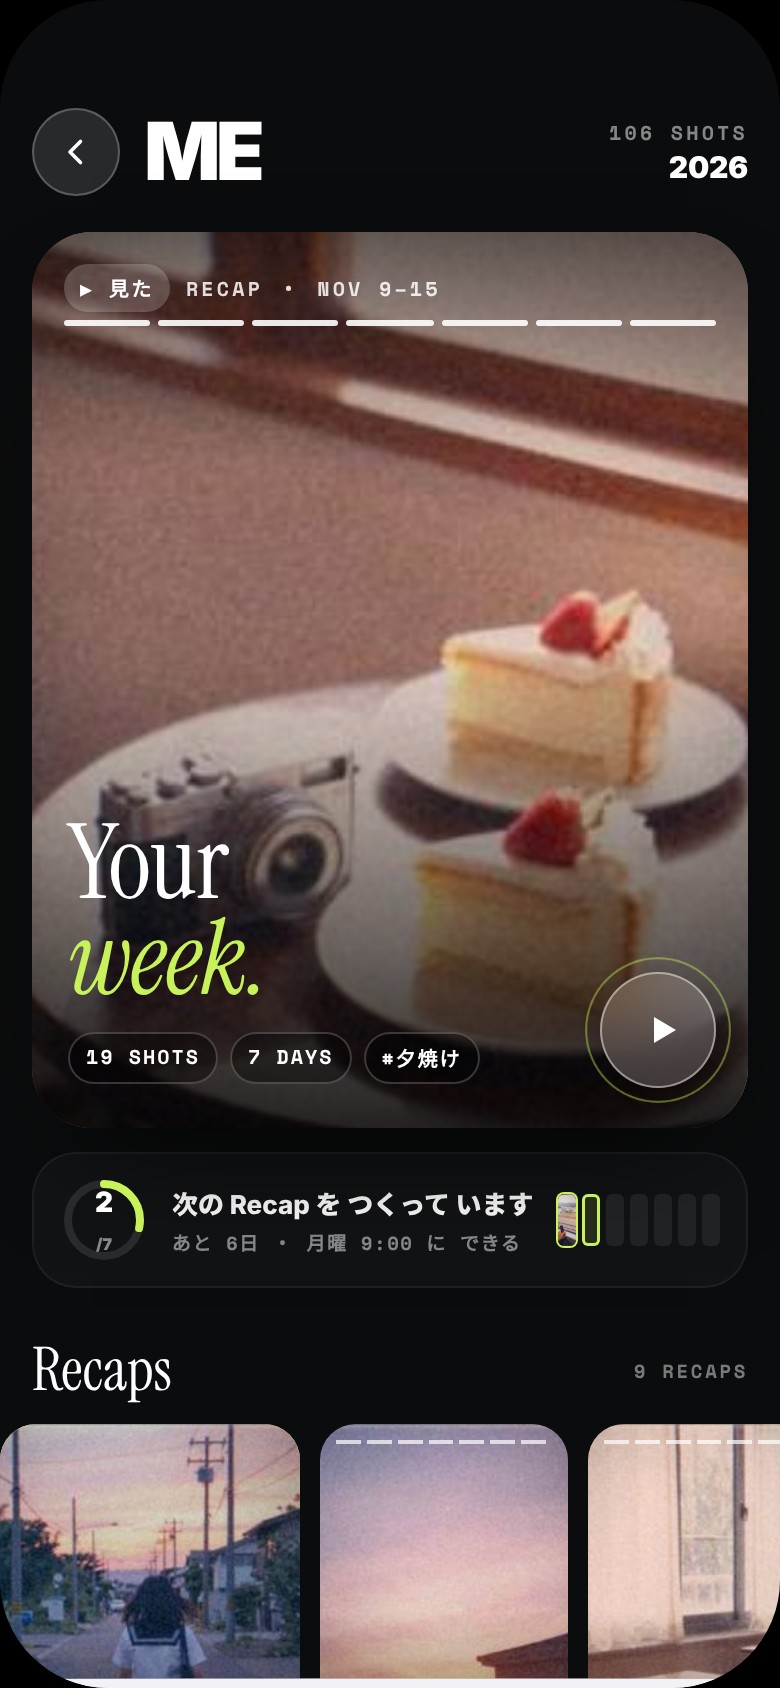 ME
106 SHOTS
2026
▶ 見た RECAP • NOV 9–15
Your
week.
19 SHOTS 7 DAYS #夕焼け
2
/7
次の Recap を つくって います
あと 6日 ・ 月曜 9:00 に できる
Recaps
9 RECAPS